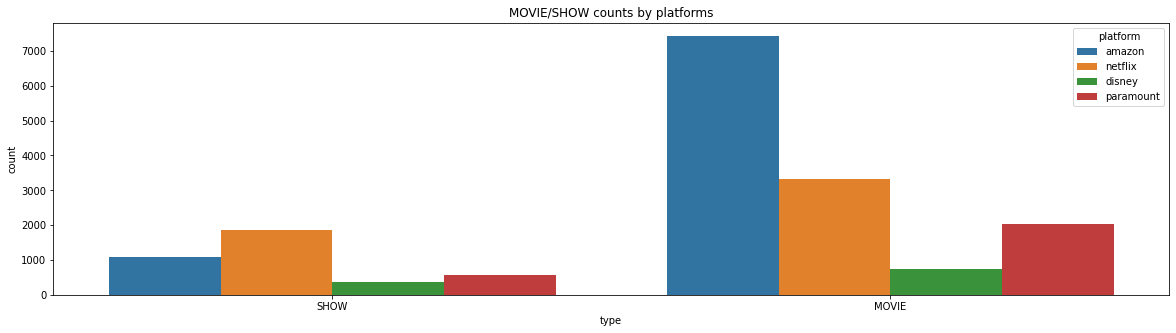 MOVIE/SHOW counts by platforms
platform
amazon
netflix
disney
paramount
count
7000
6000
5000
4000
3000
2000
1000
0
SHOW
MOVIE
type